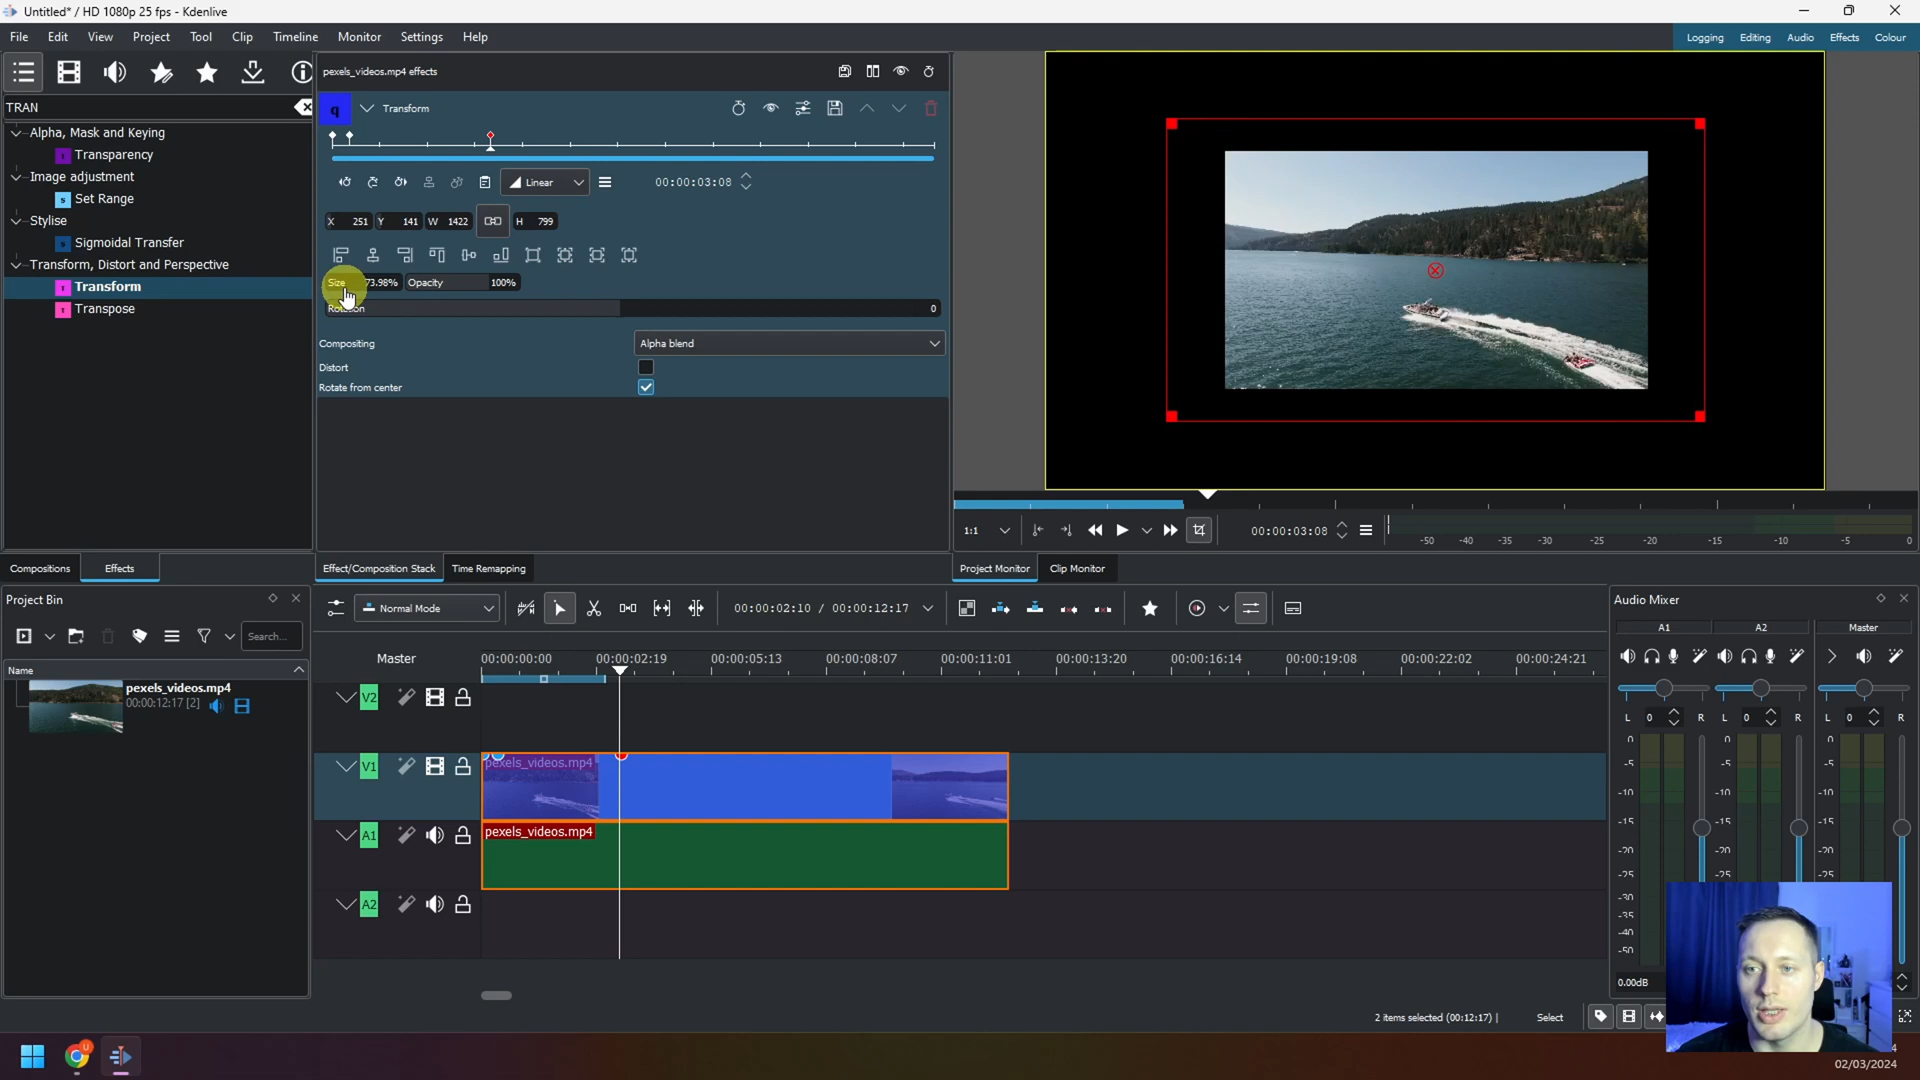 Untitled* / HD 1080p 25 fps - Kdenlive
File Edit View Project Tool Clip Timeline Monitor Settings Help
Logging Editing Audio Effects Colour
TRAN
Alpha, Mask and Keying
Transparency
Image adjustment
Set Range
Stylise
Sigmoidal Transfer
Transform, Distort and Perspective
Transform
Transpose
Compositions Effects
pexels_videos.mp4 effects
Transform
Linear
00:00:03:08
X 251 Y 141 W 1422 H 799
Size 73.98% Opacity 100%
Rotation 0
Compositing Alpha blend
Distort
Rotate from center
Effect/Composition Stack Time Remapping
1:1
00:00:03:08
-50 -40 -35 -30 -25 -20 -15 -10 -5 0
Project Monitor Clip Monitor
Project Bin
Search...
Name
pexels_videos.mp4
00:00:12:17 [2]
Normal Mode
00:00:02:10 / 00:00:12:17
Master
00:00:00:00 00:00:02:19 00:00:05:13 00:00:08:07 00:00:11:01 00:00:13:20 00:00:16:14 00:00:19:08 00:00:22:02 00:00:24:21
V2
V1
pexels_videos.mp4
A1
pexels_videos.mp4
A2
Audio Mixer
A1 A2 Master
L 0 R L 0 R L 0 R
0 0 0
-5 -5 -5
-10 -10 -10
-15 -15 -15
-20 -20 -20
-25 -25 -25
-30
-35
-40
-50
0.00dB
2 items selected (00:12:17) |
Select
02/03/2024